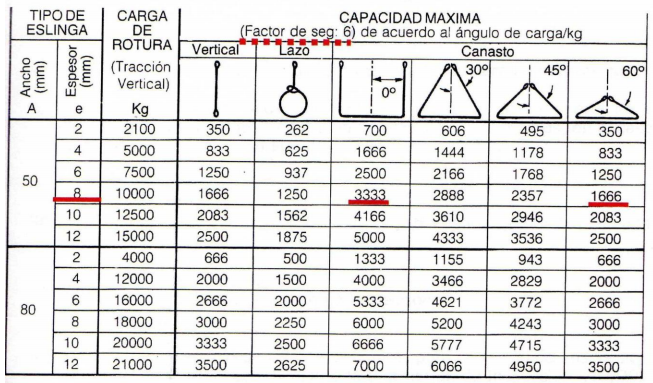 TIPO DE ESLINGA | CARGA DE ROTURA (Tracción Vertical) Kg | CAPACIDAD MAXIMA
(Factor de seg: 6) de acuerdo al ángulo de carga/kg
Ancho (mm) A | Espesor (mm) e | Vertical | Lazo | Canasto
0º | 30º | 45º | 60º
50
2 | 2100 | 350 | 262 | 700 | 606 | 495 | 350
4 | 5000 | 833 | 625 | 1666 | 1444 | 1178 | 833
6 | 7500 | 1250 | 937 | 2500 | 2166 | 1768 | 1250
8 | 10000 | 1666 | 1250 | 3333 | 2888 | 2357 | 1666
10 | 12500 | 2083 | 1562 | 4166 | 3610 | 2946 | 2083
12 | 15000 | 2500 | 1875 | 5000 | 4333 | 3536 | 2500
80
2 | 4000 | 666 | 500 | 1333 | 1155 | 943 | 666
4 | 12000 | 2000 | 1500 | 4000 | 3466 | 2829 | 2000
6 | 16000 | 2666 | 2000 | 5333 | 4621 | 3772 | 2666
8 | 18000 | 3000 | 2250 | 6000 | 5200 | 4243 | 3000
10 | 20000 | 3333 | 2500 | 6666 | 5777 | 4715 | 3333
12 | 21000 | 3500 | 2625 | 7000 | 6066 | 4950 | 3500